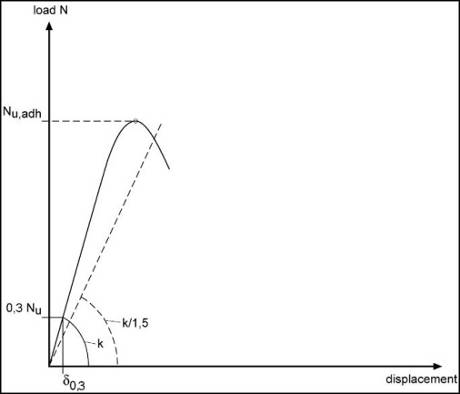 load N
Nu,adh
0,3 Nu
k/1,5
k
δ0,3
displacement